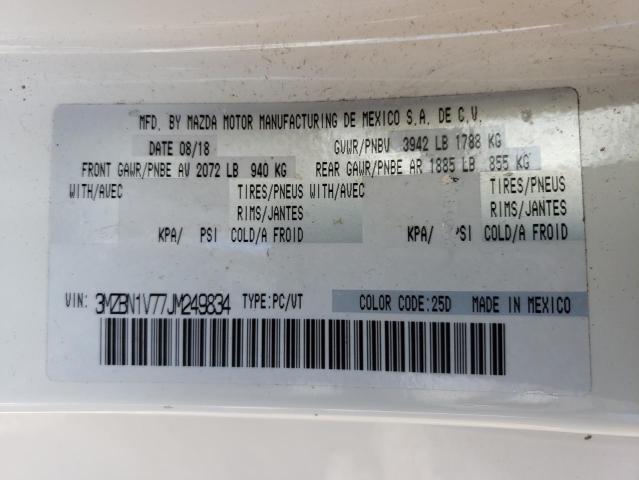 MFD. BY MAZDA MOTOR MANUFACTURING DE MEXICO S.A. DE C.V.
DATE 08/18 GVWR/PNBV 3942 LB 1788 KG
FRONT GAWR/PNBE AV 2072 LB 940 KG REAR GAWR/PNBE AR 1885 LB 855 KG
WITH/AVEC TIRES/PNEUS WITH/AVEC TIRES/PNEUS
RIMS/JANTES RIMS/JANTES
KPA/ PSI COLD/A FROID KPA/ PSI COLD/A FROID
VIN: 3MZBN1V77JM249834 TYPE:PC/VT COLOR CODE:25D MADE IN MEXICO